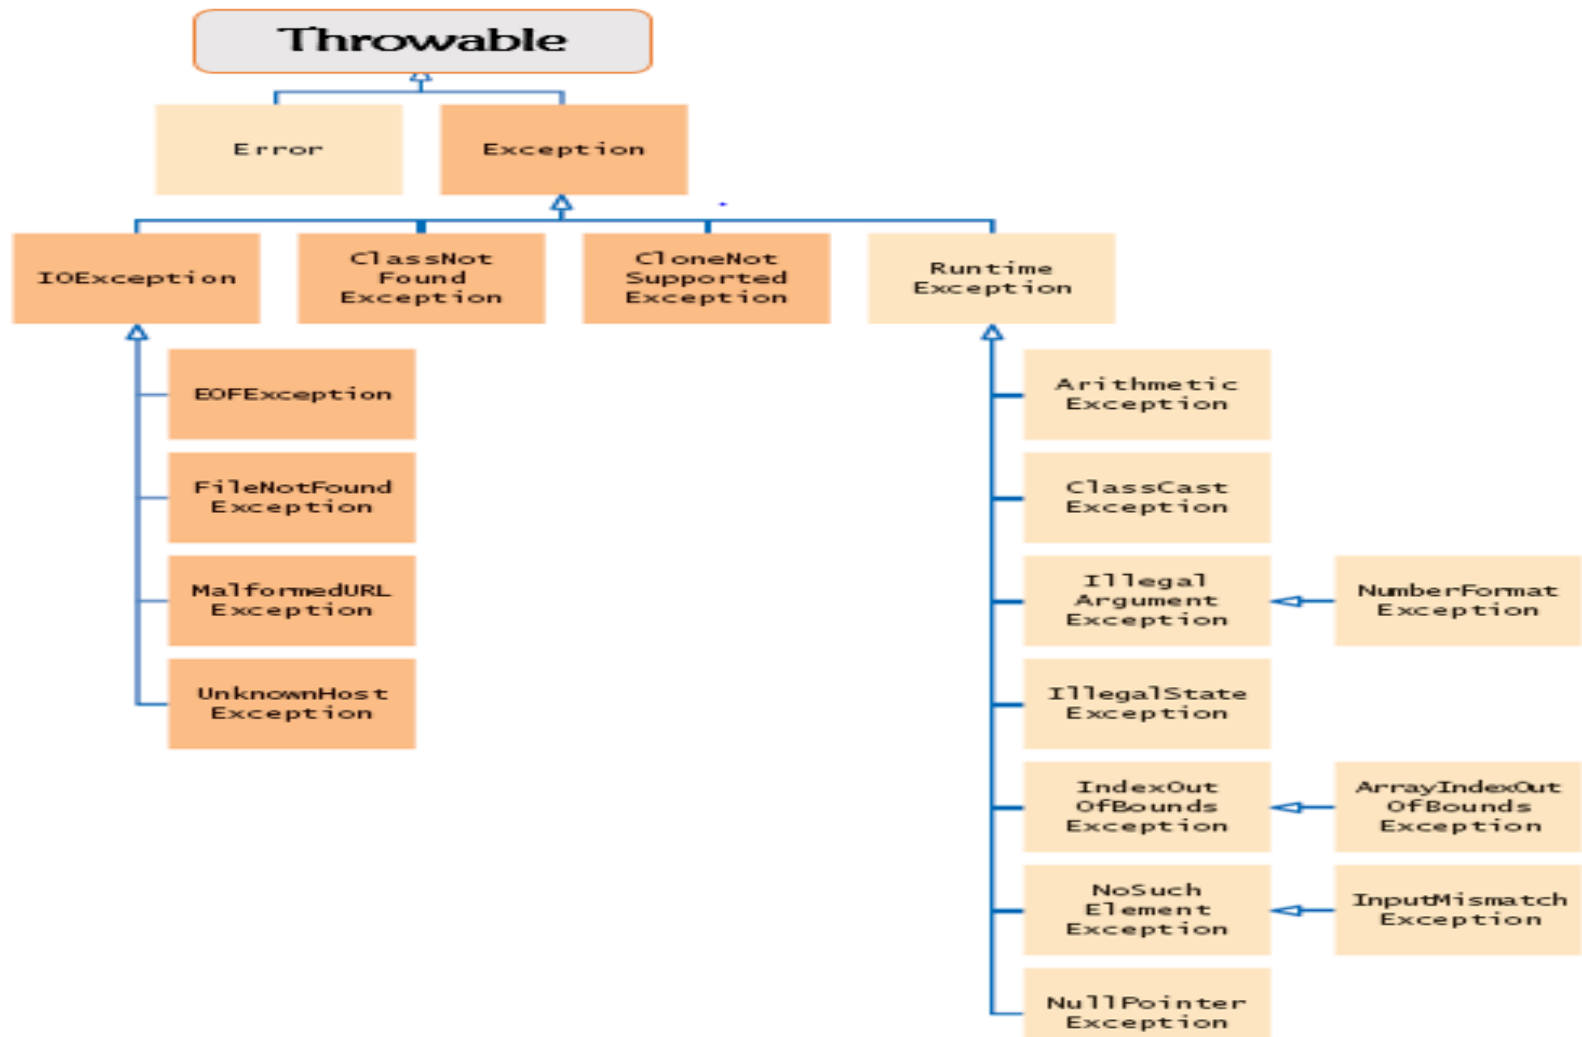 Throwable
Error
Exception
IOException
ClassNot
Found
Exception
CloneNot
Supported
Exception
Runtime
Exception
EOFException
FileNotFound
Exception
MalformedURL
Exception
UnknownHost
Exception
Arithmetic
Exception
ClassCast
Exception
Illegal
Argument
Exception
NumberFormat
Exception
IllegalState
Exception
IndexOut
OfBounds
Exception
ArrayIndexOut
OfBounds
Exception
NoSuch
Element
Exception
InputMismatch
Exception
NullPointer
Exception